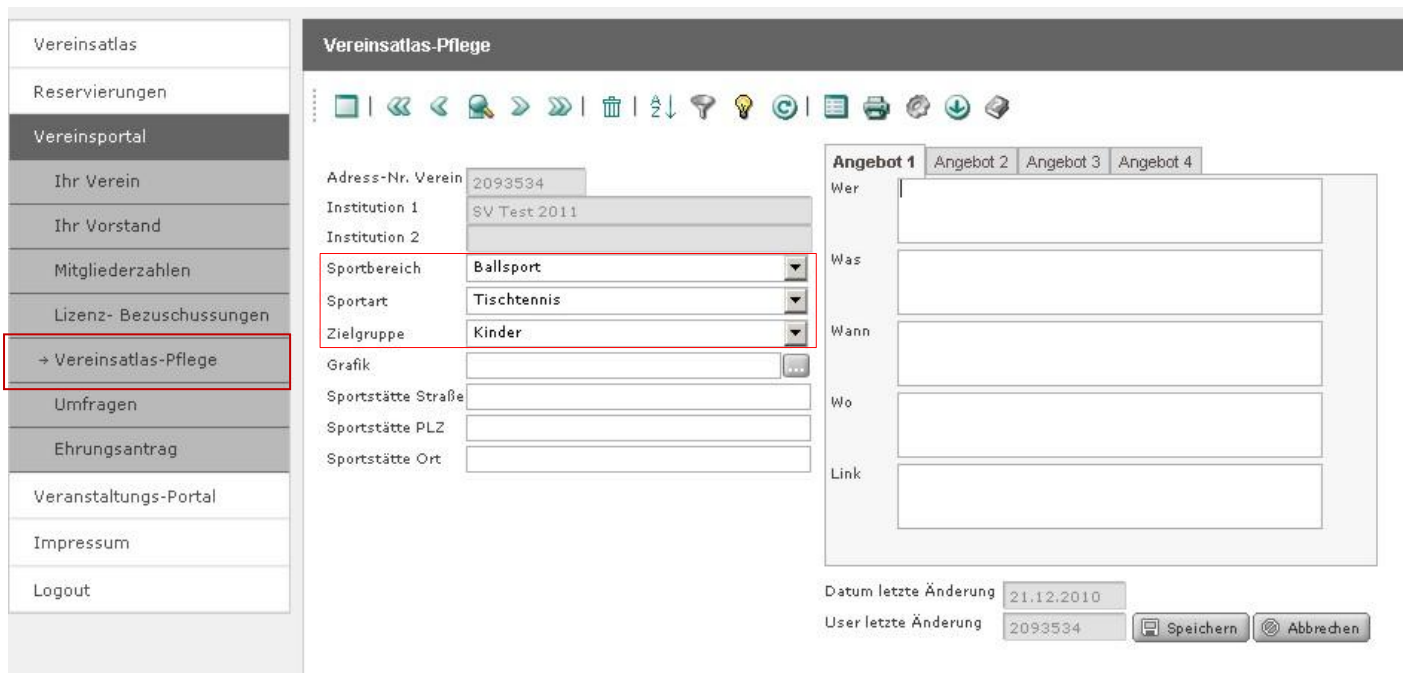 Vereinsatlas
Reservierungen
Vereinsportal
Ihr Verein
Ihr Vorstand
Mitgliederzahlen
Lizenz- Bezuschussungen
→ Vereinsatlas-Pflege
Umfragen
Ehrungsantrag
Veranstaltungs-Portal
Impressum
Logout
Vereinsatlas-Pflege
Adress-Nr. Verein 2093534
Institution 1 SV Test 2011
Institution 2
Sportbereich Ballsport
Sportart Tischtennis
Zielgruppe Kinder
Grafik ...
Sportstätte Straße
Sportstätte PLZ
Sportstätte Ort
Angebot 1 Angebot 2 Angebot 3 Angebot 4
Wer
Was
Wann
Wo
Link
Datum letzte Änderung 21.12.2010
User letzte Änderung 2093534 Speichern Abbrechen